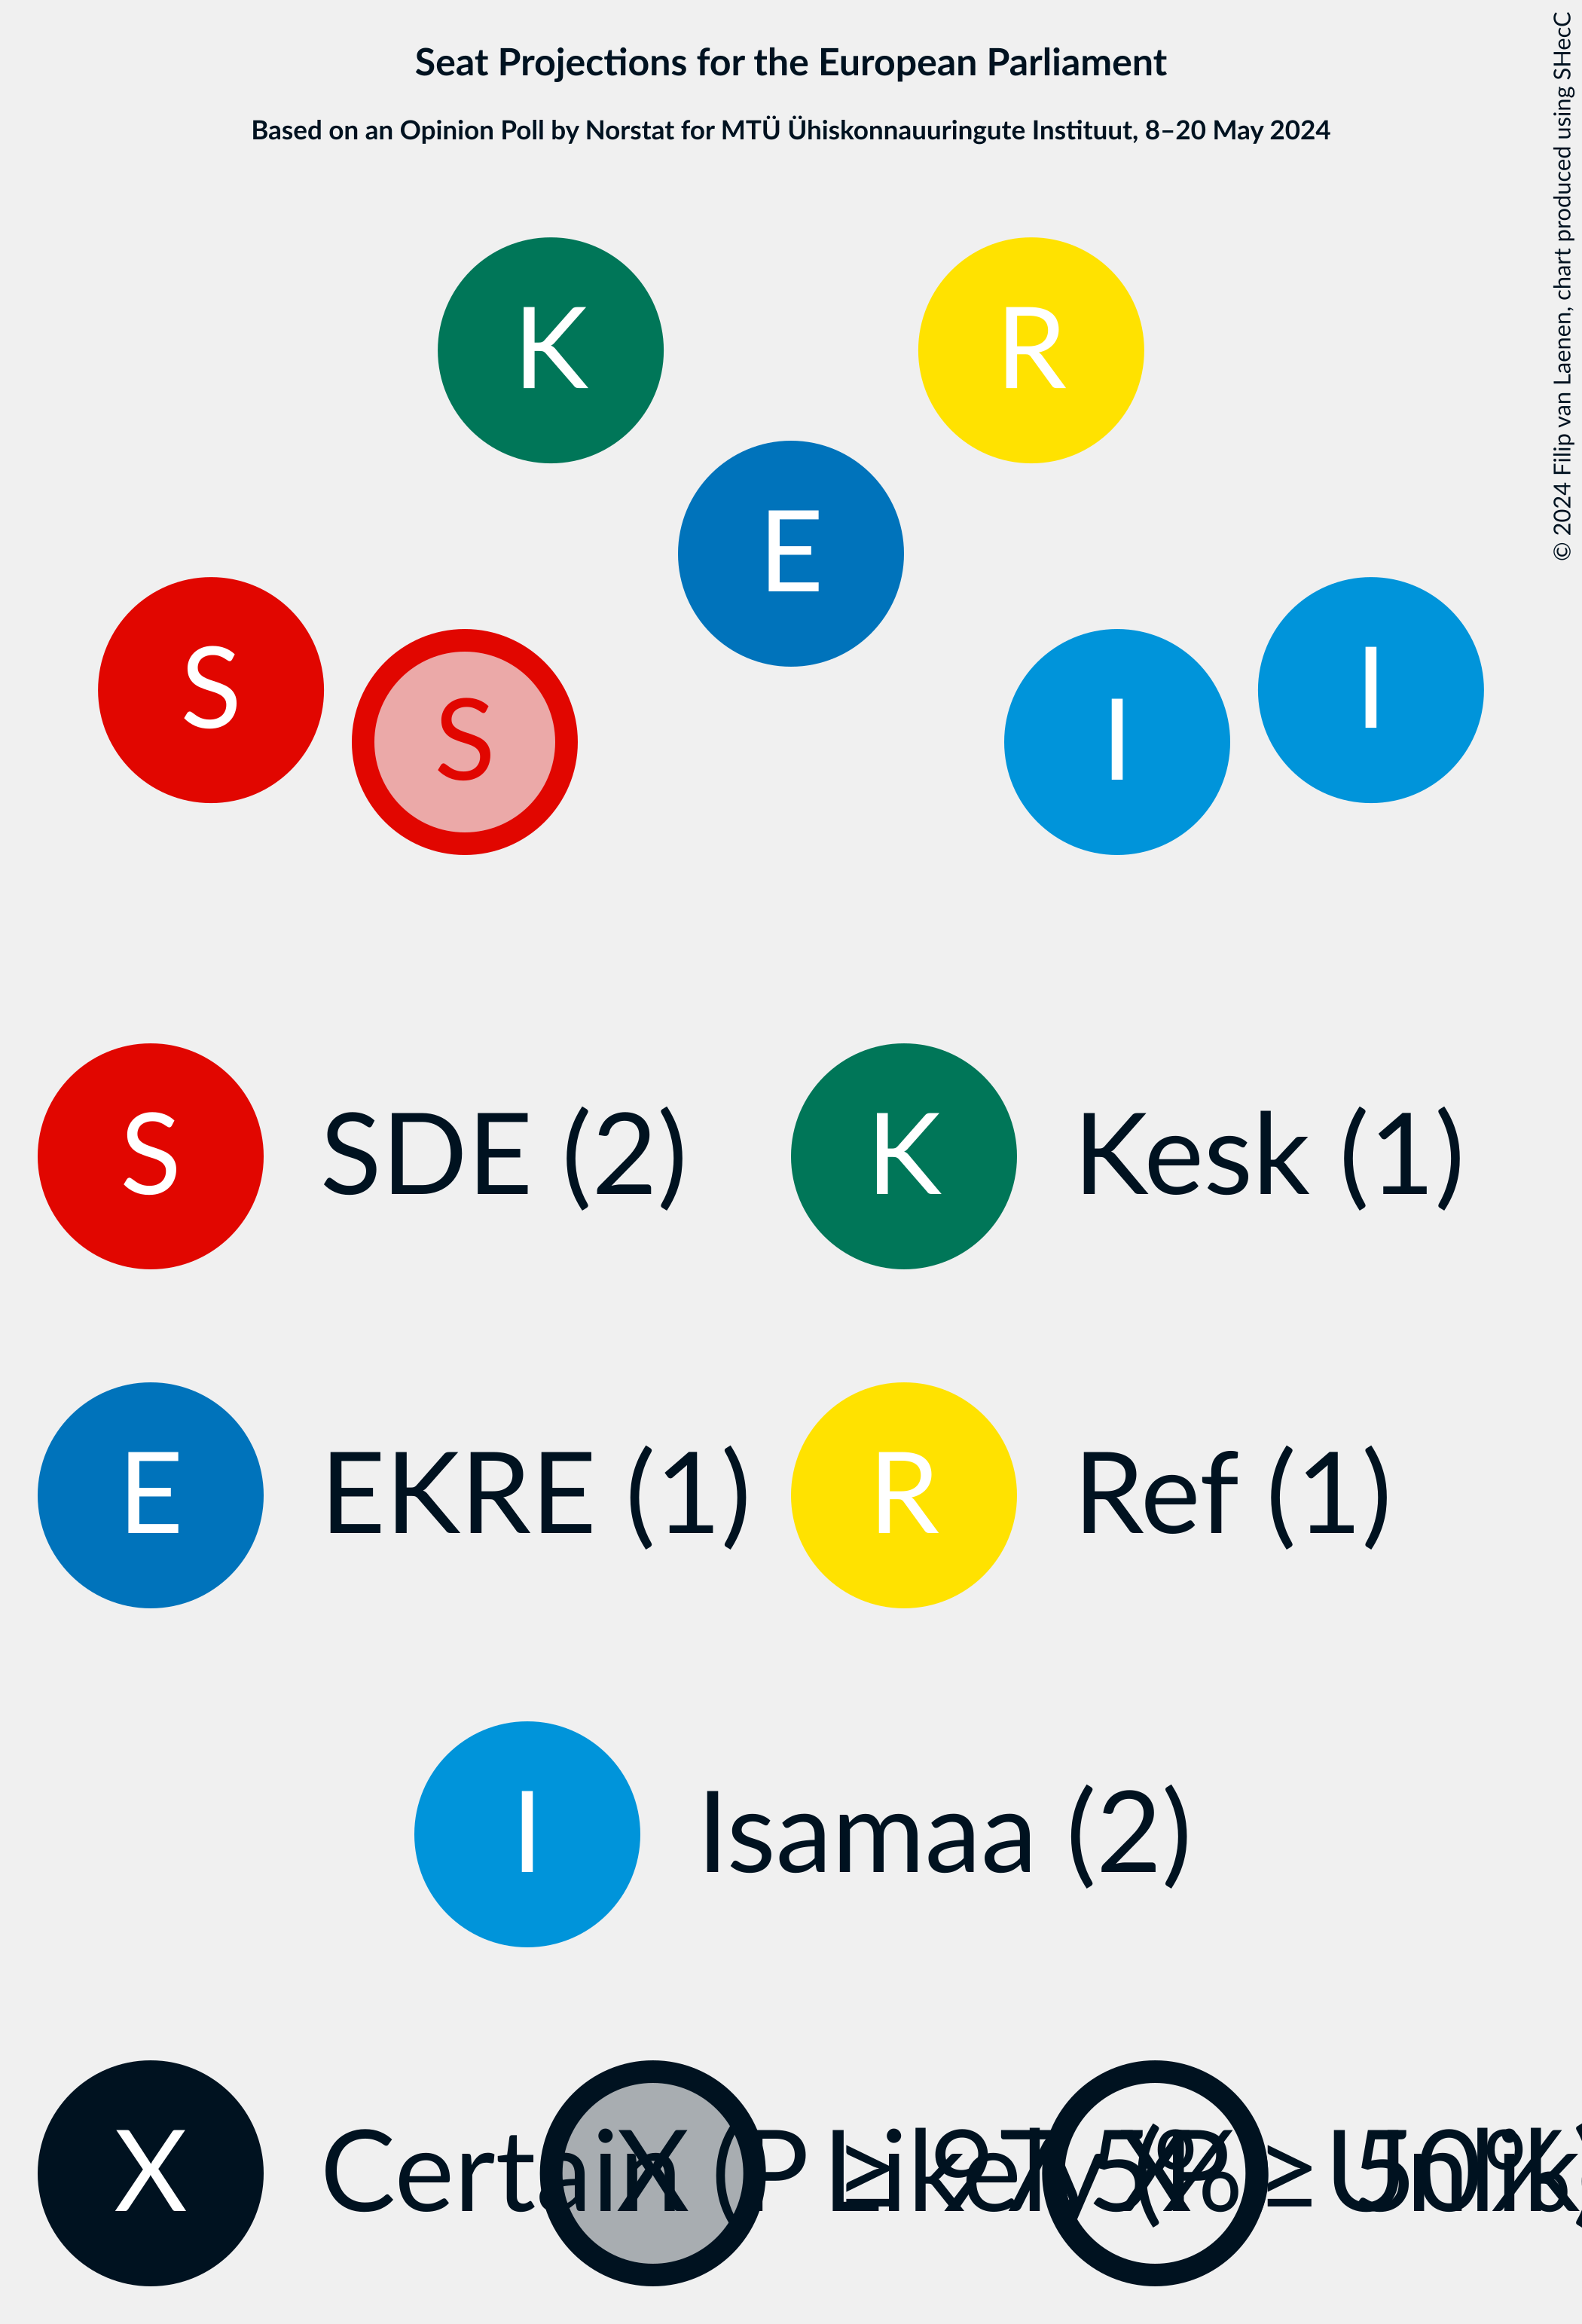 Seat Projections for the European Parliament
Based on an Opinion Poll by Norstat for MTÜ Ühiskonnauuringute Instituut, 8–20 May 2024
© 2024 Filip van Laenen, chart produced using SHecC
K R
E
S S I I
S SDE (2) K Kesk (1)
E EKRE (1) R Ref (1)
I Isamaa (2)
X Certain X Likely X